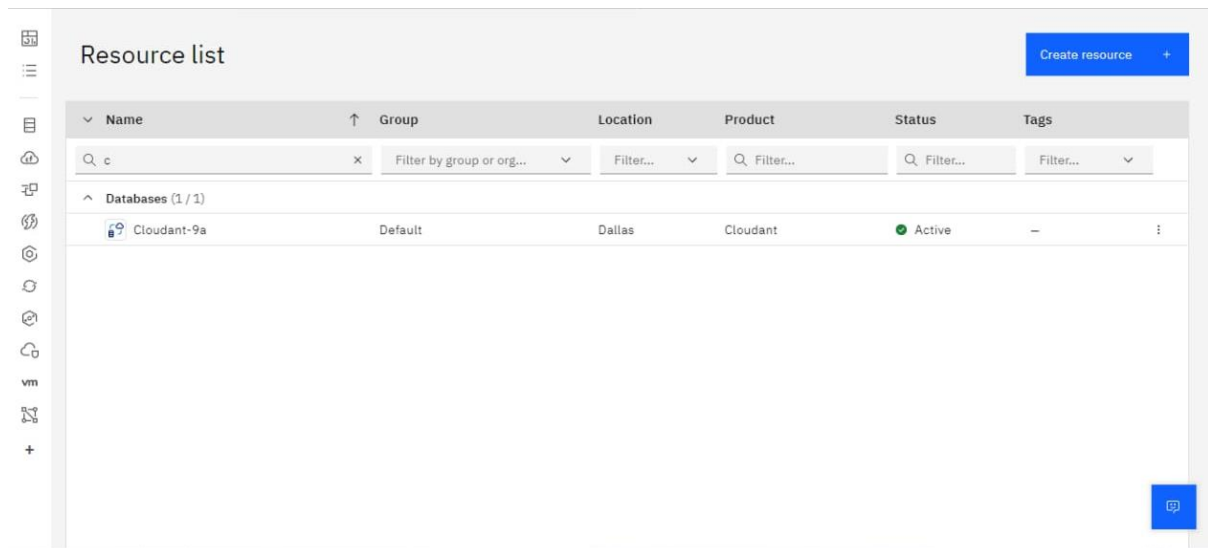 Resource list
Create resource +
Name ↑ Group Location Product Status Tags
c × Filter by group or org... Filter... Filter... Filter... Filter...
Databases (1 / 1)
Cloudant-9a Default Dallas Cloudant Active –
vm
+